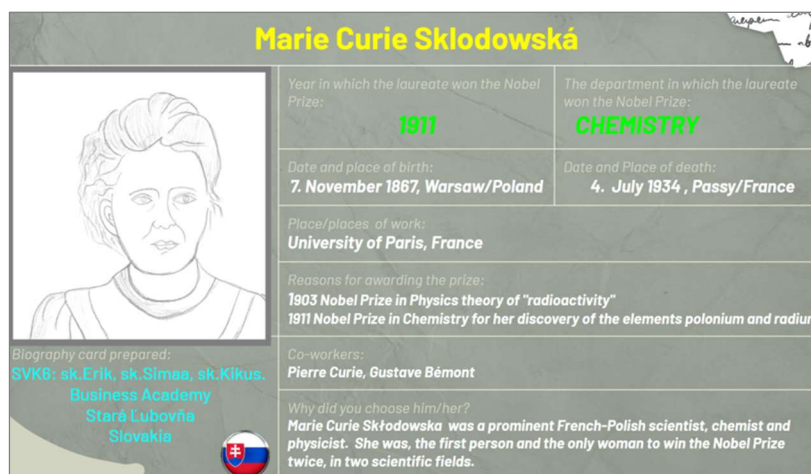 Marie Curie Sklodowská
Year in which the laureate won the Nobel
Prize:
1911
The department in which the laureate
won the Nobel Prize:
CHEMISTRY
Date and place of birth:
7. November 1867, Warsaw/Poland
Date and Place of death:
4. July 1934 , Passy/France
Place/places of work:
University of Paris, France
Reasons for awarding the prize:
1903 Nobel Prize in Physics theory of "radioactivity"
1911 Nobel Prize in Chemistry for her discovery of the elements polonium and radium
Biography card prepared:
SVK6: sk.Erik, sk.Simaa, sk.Kikus.
Business Academy
Stará Ľubovňa
Slovakia
Co-workers:
Pierre Curie, Gustave Bémont
Why did you choose him/her?
Marie Curie Skłodowska was a prominent French-Polish scientist, chemist and
physicist. She was, the first person and the only woman to win the Nobel Prize
twice, in two scientific fields.